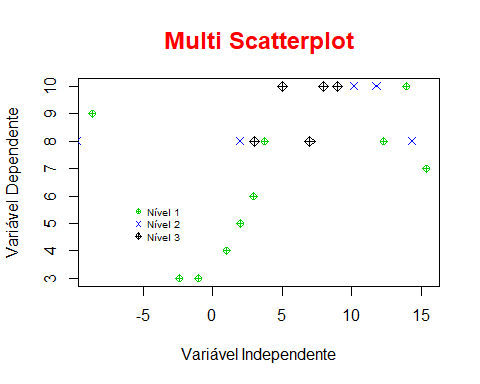 Multi Scatterplot
Variável Dependente
10
9
8
7
6
5
4
3
Nível 1
Nível 2
Nível 3
-5 0 5 10 15
Variável Independente